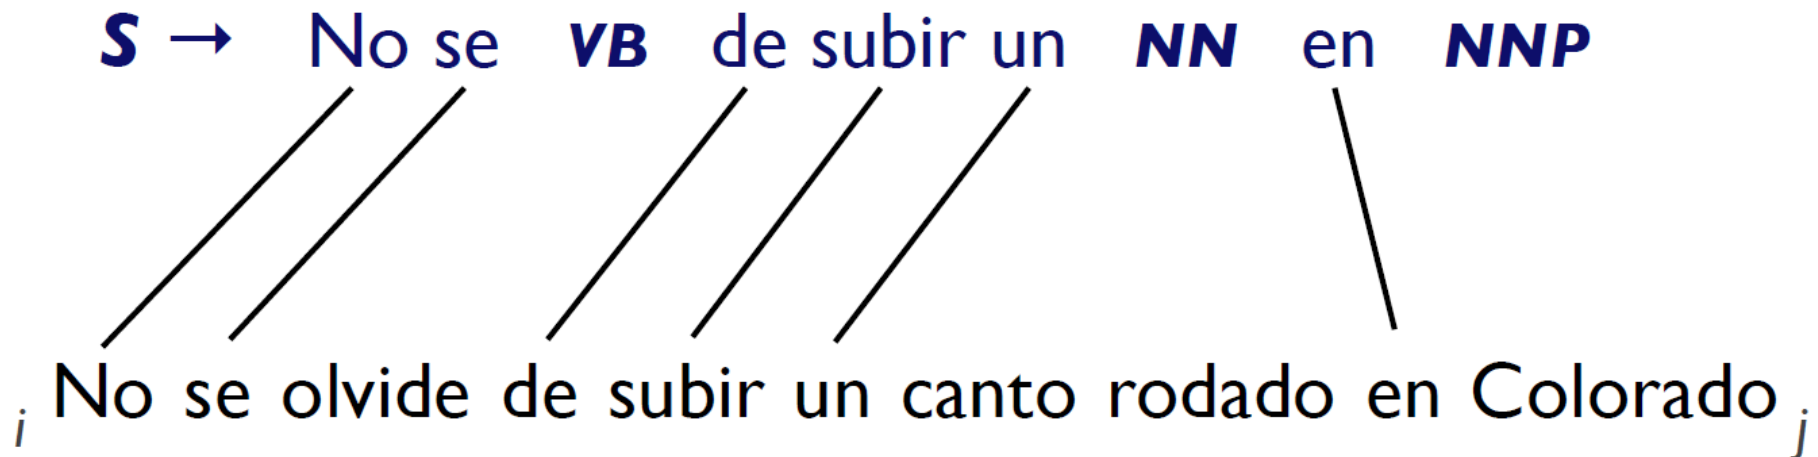 S → No se VB de subir un NN en NNP
i No se olvide de subir un canto rodado en Colorado j